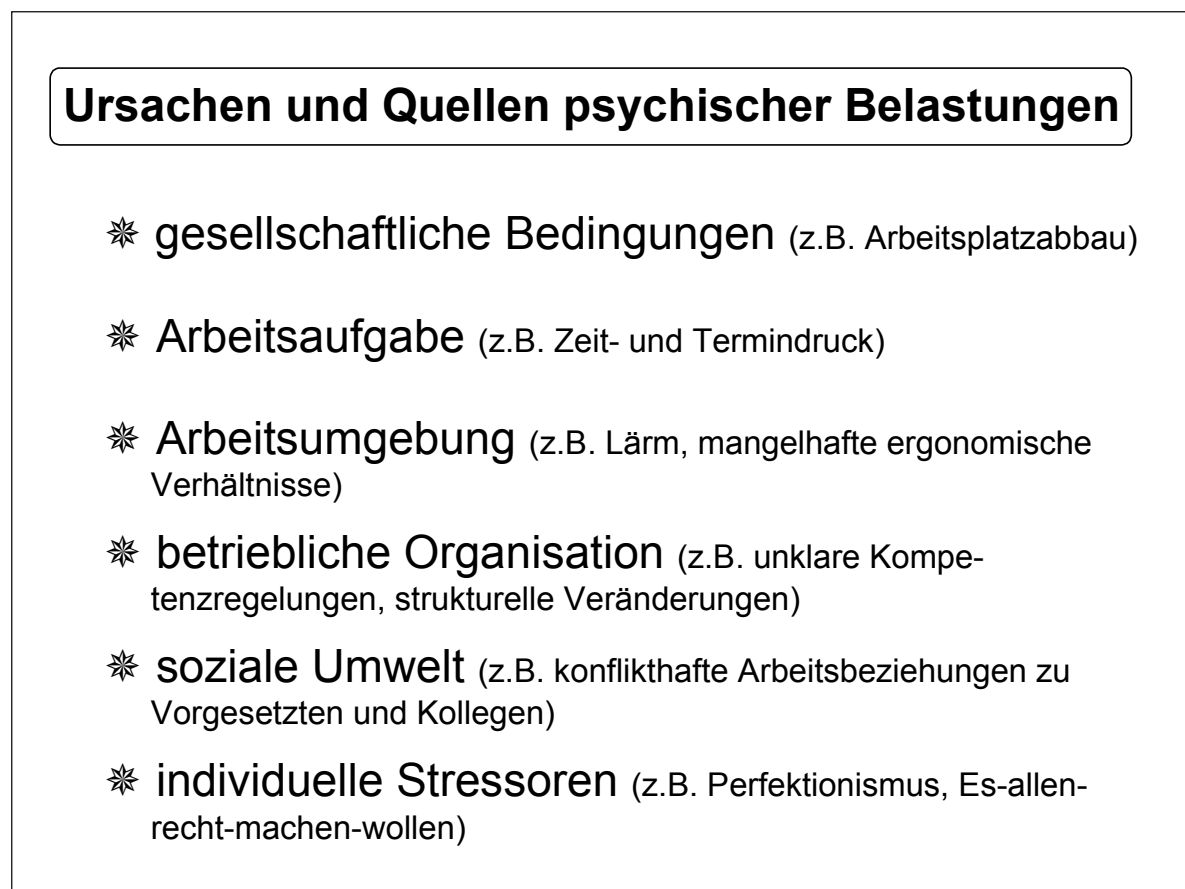 Ursachen und Quellen psychischer Belastungen
✵ gesellschaftliche Bedingungen (z.B. Arbeitsplatzabbau)
✵ Arbeitsaufgabe (z.B. Zeit- und Termindruck)
✵ Arbeitsumgebung (z.B. Lärm, mangelhafte ergonomische
Verhältnisse)
✵ betriebliche Organisation (z.B. unklare Kompe-
tenzregelungen, strukturelle Veränderungen)
✵ soziale Umwelt (z.B. konflikthafte Arbeitsbeziehungen zu
Vorgesetzten und Kollegen)
✵ individuelle Stressoren (z.B. Perfektionismus, Es-allen-
recht-machen-wollen)